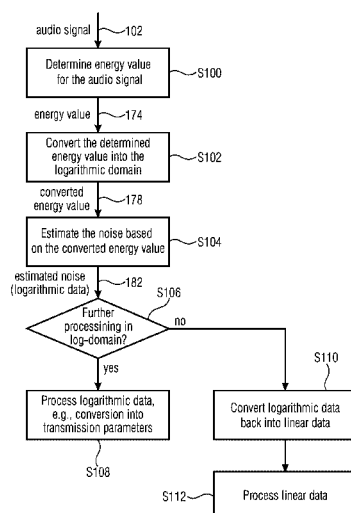 audio signal
102
Determine energy value
for the audio signal
S100
energy value
174
Convert the determined
energy value into the
logarithmic domain
S102
converted
energy value
178
Estimate the noise based
on the converted energy value
S104
estimated noise
(logarithmic data)
182
S106
Further
processining in
log-domain?
no
yes
S110
Process logarithmic data,
e.g., conversion into
transmission parameters
S108
Convert logarithmic data
back into linear data
S112
Process linear data